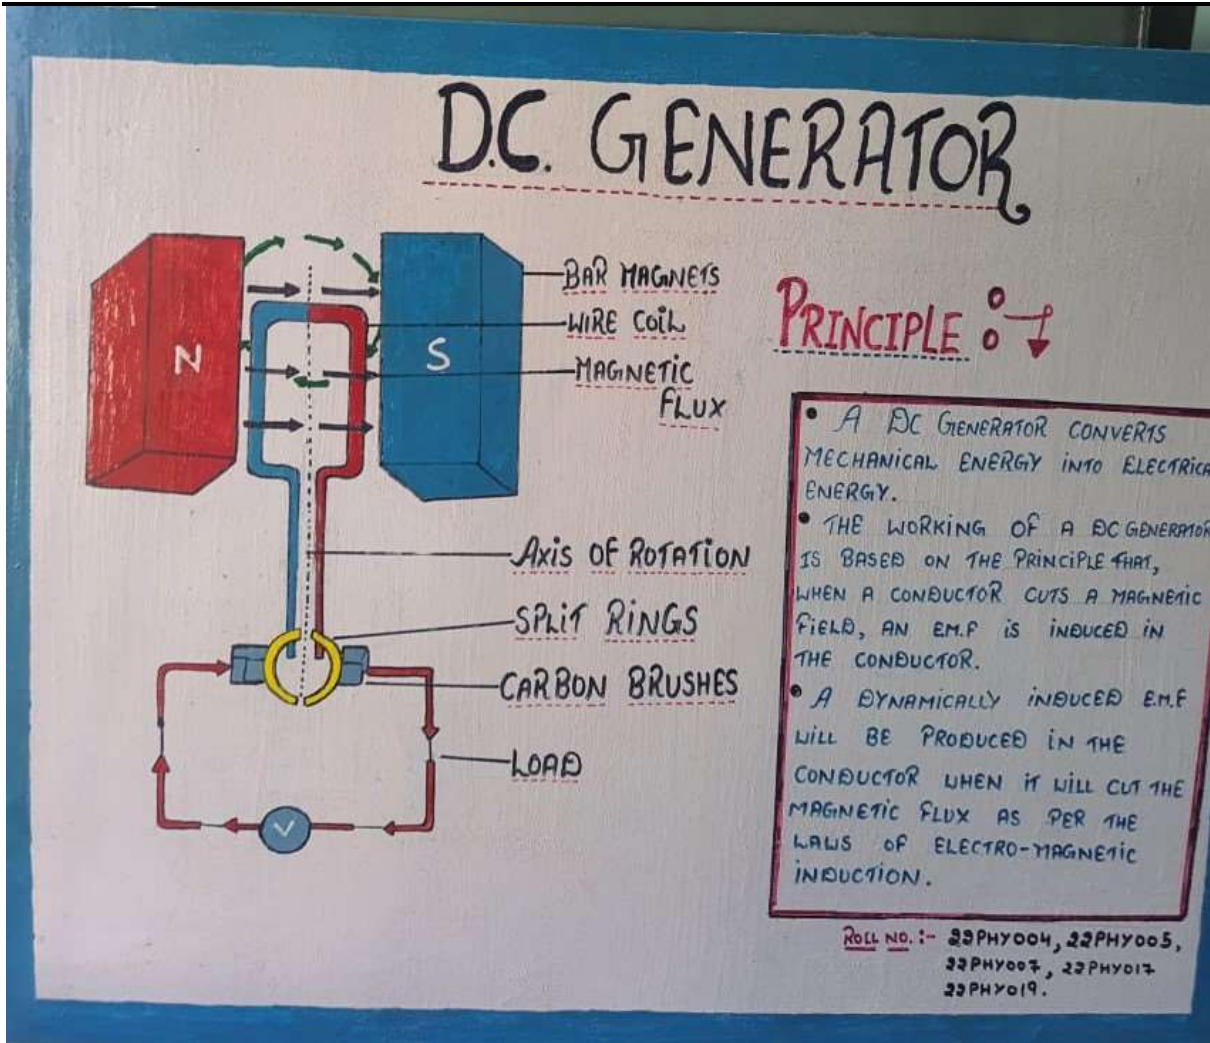 D.C. GENERATOR
BAR MAGNETS
WIRE COIL
MAGNETIC
FLUX
N
S
AXIS OF ROTATION
SPLIT RINGS
CARBON BRUSHES
LOAD
V
PRINCIPLE :→
• A DC GENERATOR CONVERTS
MECHANICAL ENERGY INTO ELECTRICA
ENERGY.
• THE WORKING OF A DC GENERATOR
IS BASED ON THE PRINCIPLE THAT,
WHEN A CONDUCTOR CUTS A MAGNETIC
FIELD, AN E.M.F IS INDUCED IN
THE CONDUCTOR.
• A DYNAMICALLY INDUCED E.M.F
WILL BE PRODUCED IN THE
CONDUCTOR WHEN IT WILL CUT THE
MAGNETIC FLUX AS PER THE
LAWS OF ELECTRO-MAGNETIC
INDUCTION.
ROLL NO. :- 22PHY004, 22PHY005,
22PHY007, 22PHY017
22PHY019.